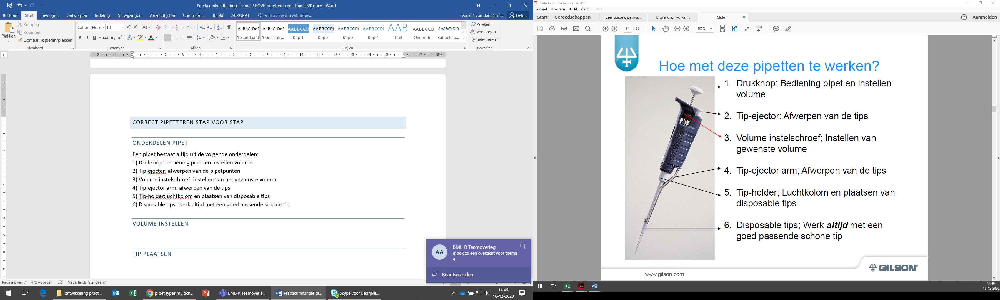 Practicumhandleiding Thema 2 BOVR pipetteren en ijklijn 2020.docx - Word
Bestand Start Invoegen Ontwerpen Indeling Verwijzingen Verzendlijsten Controleren Beeld ACROBAT Geef aan wat u wilt doen... Veek PJ van der, Patricia Delen
Plakken
Knippen
Kopiëren
Opmaak kopiëren/plakken
Klembord
Calibri (Hoof 10
Lettertype
Alinea
AaBbCcDdE AaBbCcDdE AABBCCD AABBCCDI AABBCCDI AABBCCDI AAB AABBCCD AaBbCcDdI
¶ Standaard ¶ Geen afs... Kop 1 Kop 2 Kop 3 Kop 4 Titel Ondertitel Subtiele b...
Stijlen
Zoeken
Vervangen
Selecteren
Bewerken
CORRECT PIPETTEREN STAP VOOR STAP
ONDERDELEN PIPET
Een pipet bestaat altijd uit de volgende onderdelen:
1) Drukknop: bediening pipet en instellen volume
2) Tip-ejecter: afwerpen van de pipetpunten
3) Volume instelschroef: instellen van het gewenste volume
4) Tip-ejector arm: afwerpen van de tips
5) Tip-holder:luchtkolom en plaatsen van disposable tips
6) Disposable tips: werk altijd met een goed passende schone tip
VOLUME INSTELLEN
TIP PLAATSEN
AA
BML-R Teamoverleg
is ook zo een overzicht voor thema
9
Beantwoorden
Pagina 6 van 7 472 woorden Nederlands (standaard)
ontwikkeling practi... pipet types multich... BML-R Teamoverle... Practicumhandleidi... Skype voor Bedrijve...
14:46
16-12-2020
Slide 1 - Adobe Acrobat Pro DC
Bestand Bewerken Beeld Venster Help
Start Gereedschappen user guide pipetma... Uitwerking worksh... Slide 1 Aanmelden
11 / 36 107%
Hoe met deze pipetten te werken?
1. Drukknop: Bediening pipet en instellen
volume
2. Tip-ejector: Afwerpen van de tips
3. Volume instelschroef; Instellen van
gewenste volume
4. Tip-ejector arm; Afwerpen van de tips
5. Tip-holder; Luchtkolom en plaatsen van
disposable tips.
6. Disposable tips; Werk altijd met een
goed passende schone tip
GILSON
www.gilson.com
14:46
16-12-2020